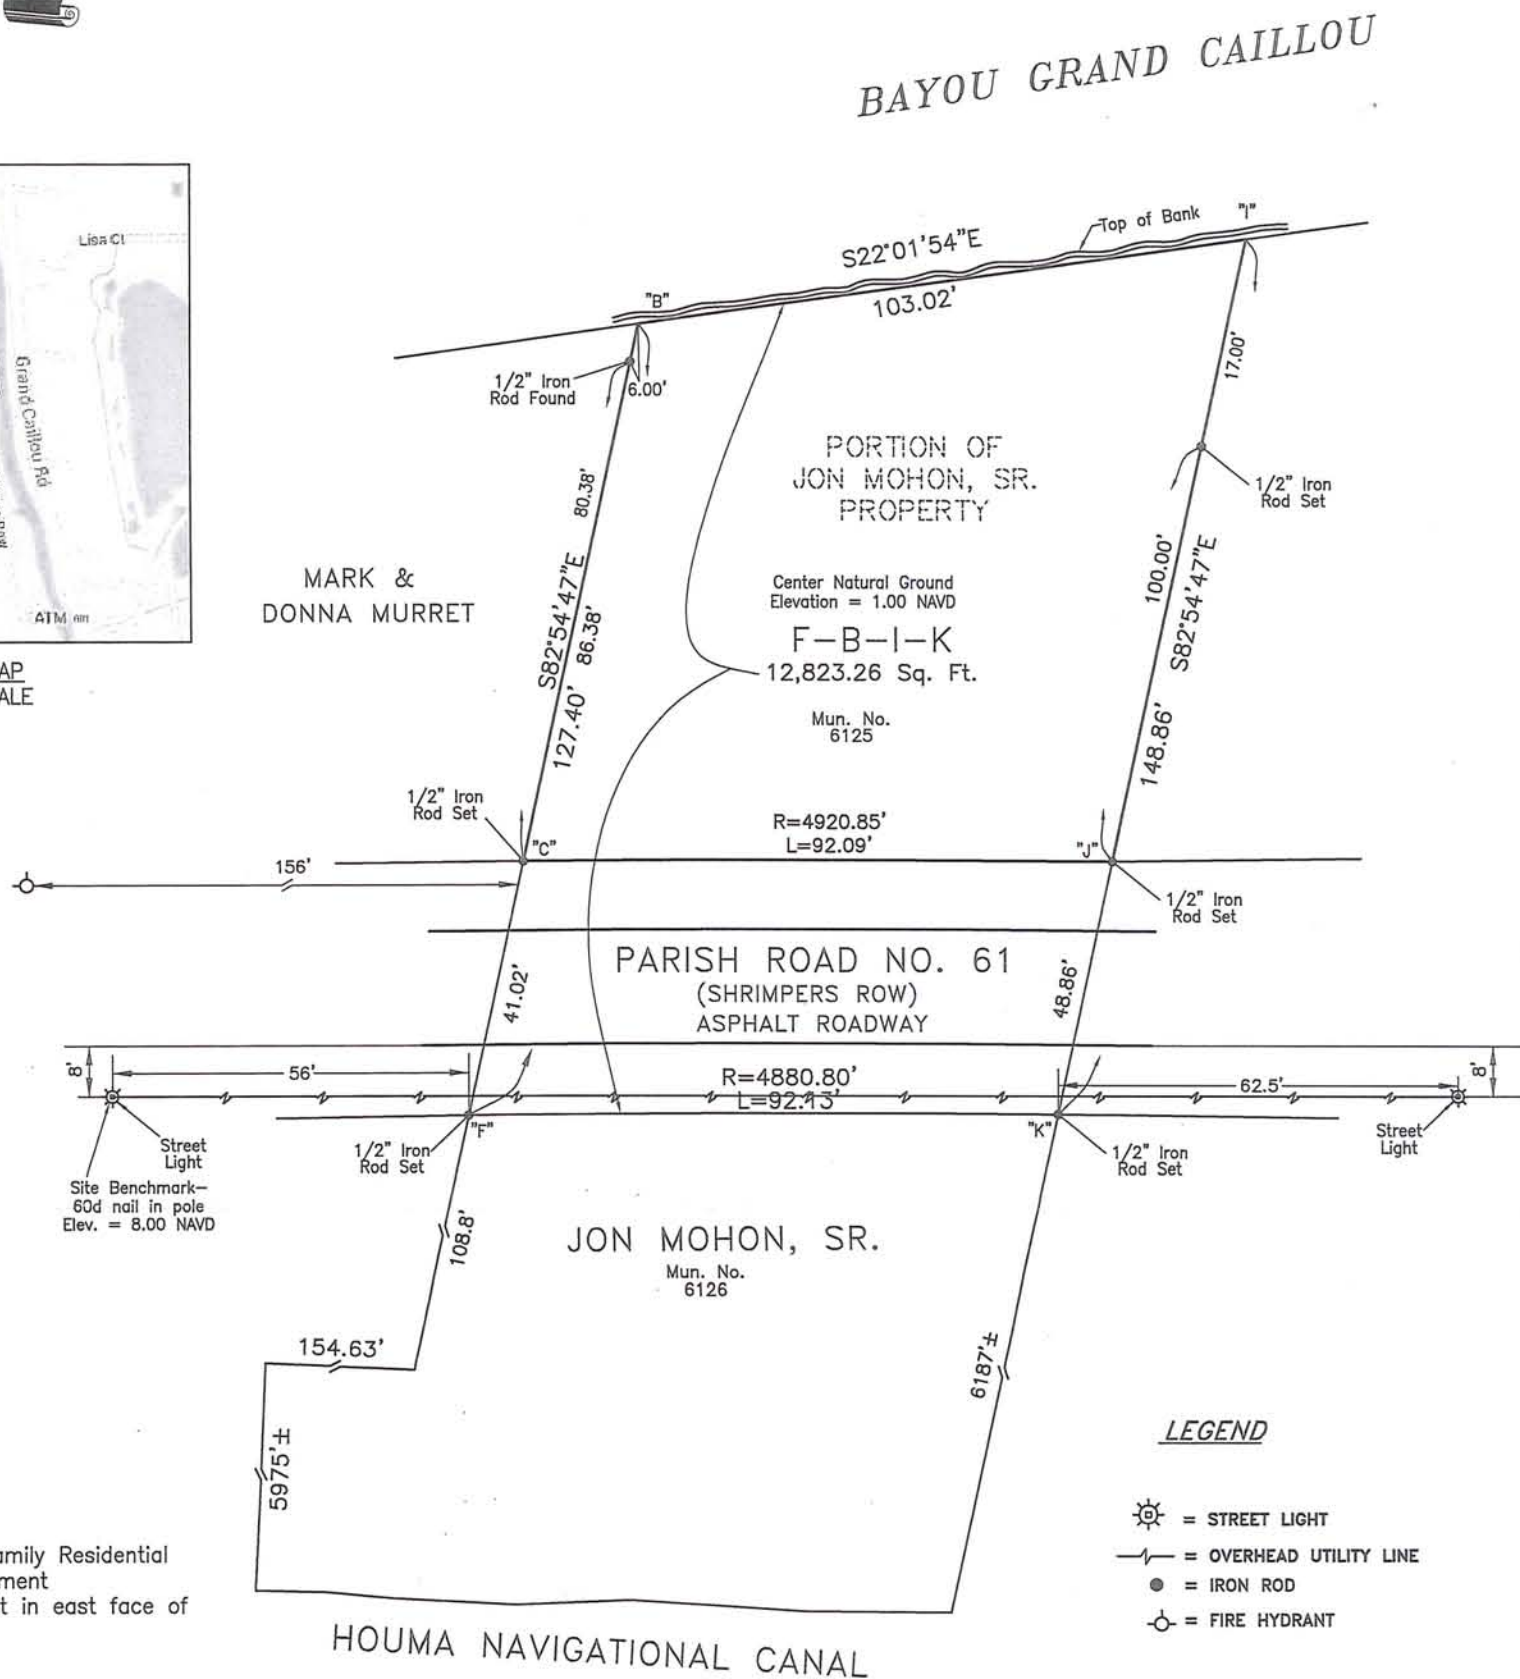 BAYOU GRAND CAILLOU
Lisa Ct
Grand Caillou Rd
ATM
AP
ALE
"I"
Top of Bank
S22°01'54"E
103.02'
"B"
1/2" Iron
Rod Found
6.00'
17.00'
PORTION OF
JON MOHON, SR.
PROPERTY
1/2" Iron
Rod Set
80.38'
MARK &
DONNA MURRET
S82°54'47"E
86.38'
127.40'
Center Natural Ground
Elevation = 1.00 NAVD
F-B-I-K
12,823.26 Sq. Ft.
Mun. No.
6125
100.00'
S82°54'47"E
148.86'
1/2" Iron
Rod Set
"C"
R=4920.85'
L=92.09'
"J"
156'
1/2" Iron
Rod Set
PARISH ROAD NO. 61
(SHRIMPERS ROW)
ASPHALT ROADWAY
41.02'
48.86'
8'
56'
R=4880.80'
L=92.13'
62.5'
8'
"F"
"K"
1/2" Iron
Rod Set
1/2" Iron
Rod Set
Street
Light
Street
Light
Site Benchmark-
60d nail in pole
Elev. = 8.00 NAVD
108.8'
JON MOHON, SR.
Mun. No.
6126
154.63'
5975'±
6187'±
LEGEND
= STREET LIGHT
= OVERHEAD UTILITY LINE
= IRON ROD
= FIRE HYDRANT
amily Residential
ment
t in east face of
HOUMA NAVIGATIONAL CANAL